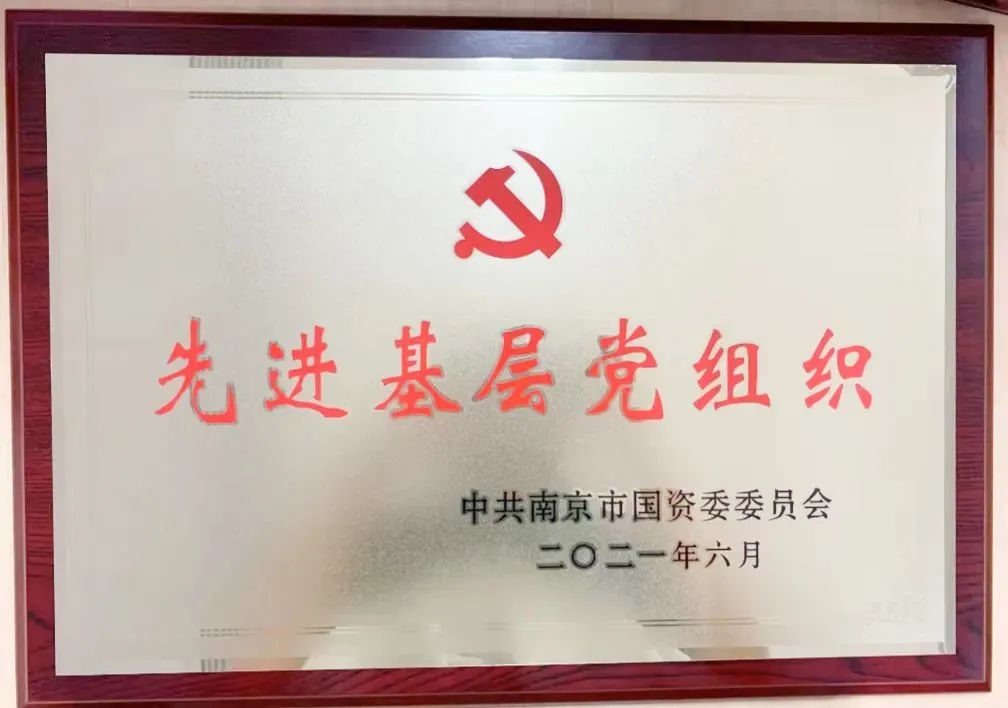 先进基层党组织
中共南京市国资委委员会
二〇二一年六月